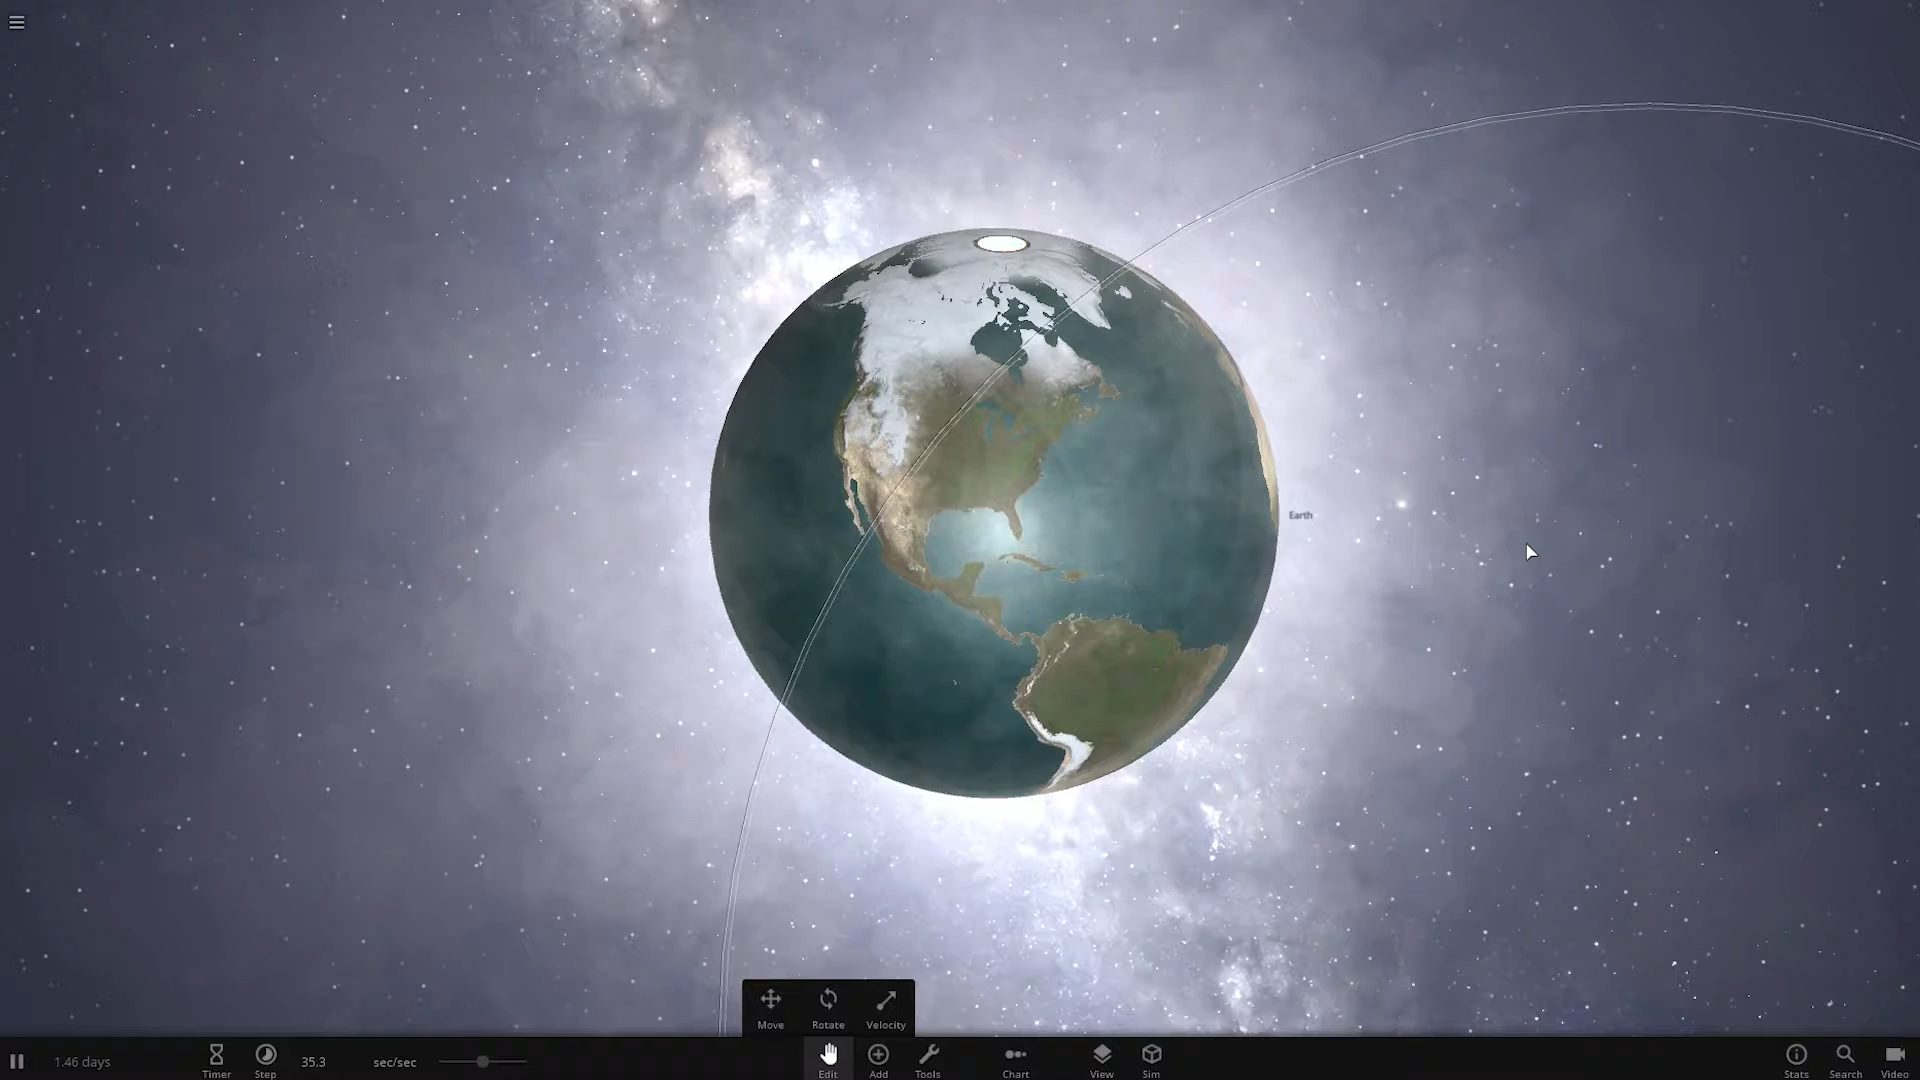 Earth
Move Rotate Velocity
1.46 days Timer Step 35.3 sec/sec Edit Add Tools Chart View Sim Stats Search Video